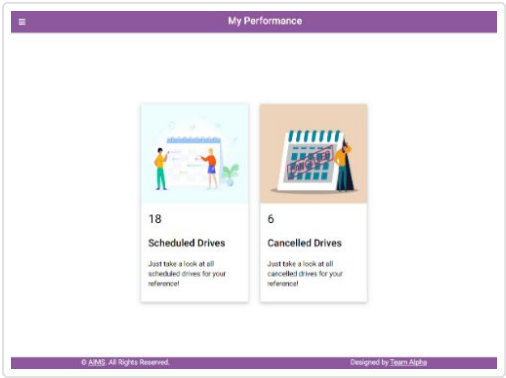 My Performance
18
Scheduled Drives
Just take a look at all
scheduled drives for your
reference!
6
Cancelled Drives
Just take a look at all
cancelled drives for your
reference!
© AIMS. All Rights Reserved.
Designed by Team Alpha